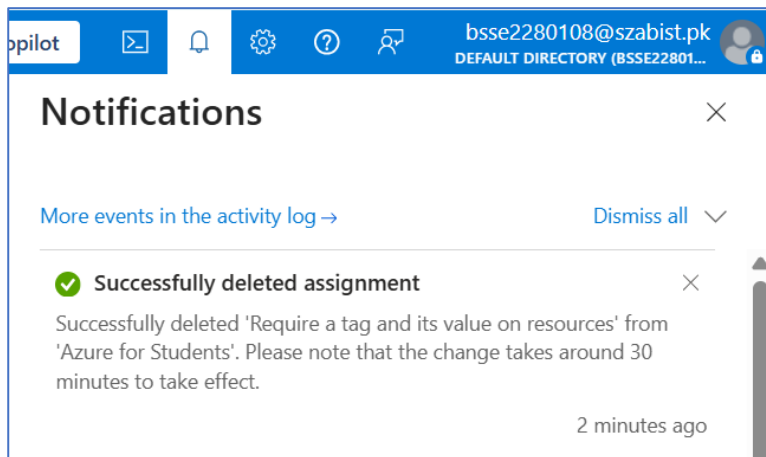 opilot
bsse2280108@szabist.pk
DEFAULT DIRECTORY (BSSE22801...
Notifications
More events in the activity log →
Dismiss all
Successfully deleted assignment
Successfully deleted 'Require a tag and its value on resources' from
'Azure for Students'. Please note that the change takes around 30
minutes to take effect.
2 minutes ago